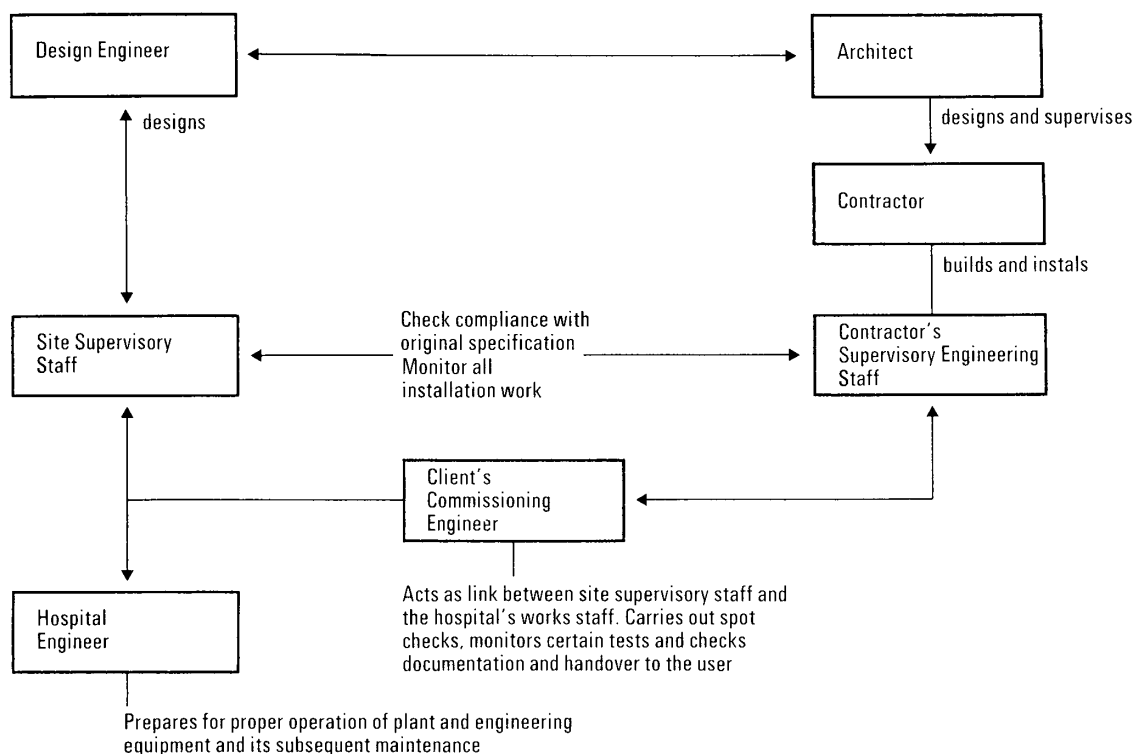 Design Engineer
Architect
designs
designs and supervises
Contractor
builds and instals
Site Supervisory
Staff
Check compliance with
original specification
Monitor all
installation work
Contractor's
Supervisory Engineering
Staff
Client's
Commissioning
Engineer
Acts as link between site supervisory staff and
the hospital's works staff. Carries out spot
checks, monitors certain tests and checks
documentation and handover to the user
Hospital
Engineer
Prepares for proper operation of plant and engineering
equipment and its subsequent maintenance